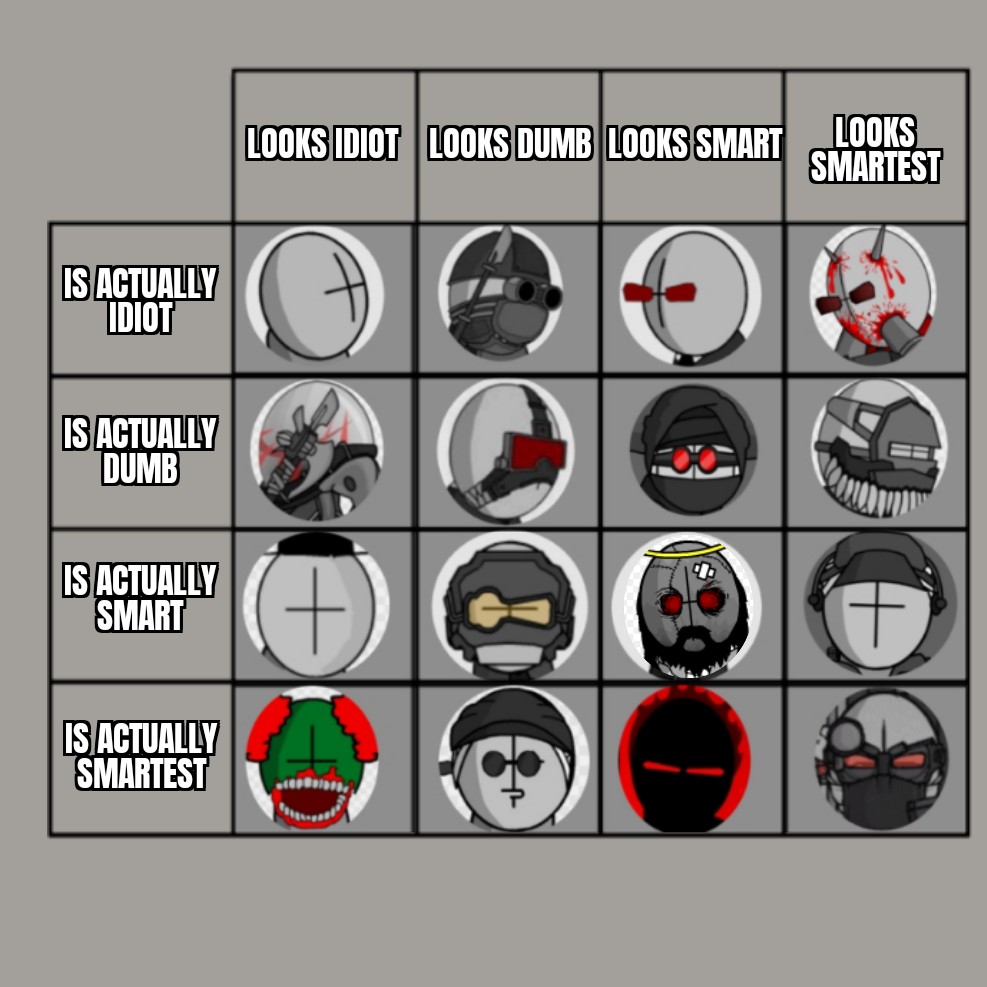 LOOKS IDIOT
LOOKS DUMB
LOOKS SMART
LOOKS
SMARTEST
IS ACTUALLY
IDIOT
IS ACTUALLY
DUMB
IS ACTUALLY
SMART
IS ACTUALLY
SMARTEST